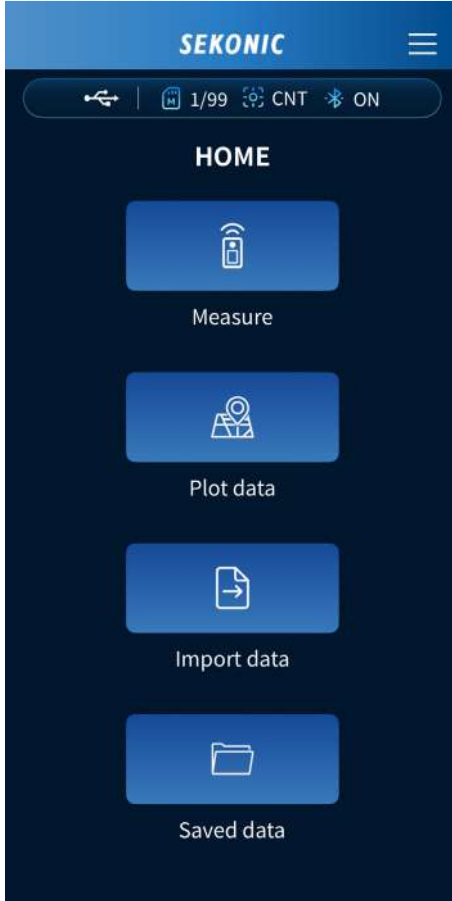 SEKONIC
M 1/99 CNT ON
HOME
Measure
Plot data
Import data
Saved data